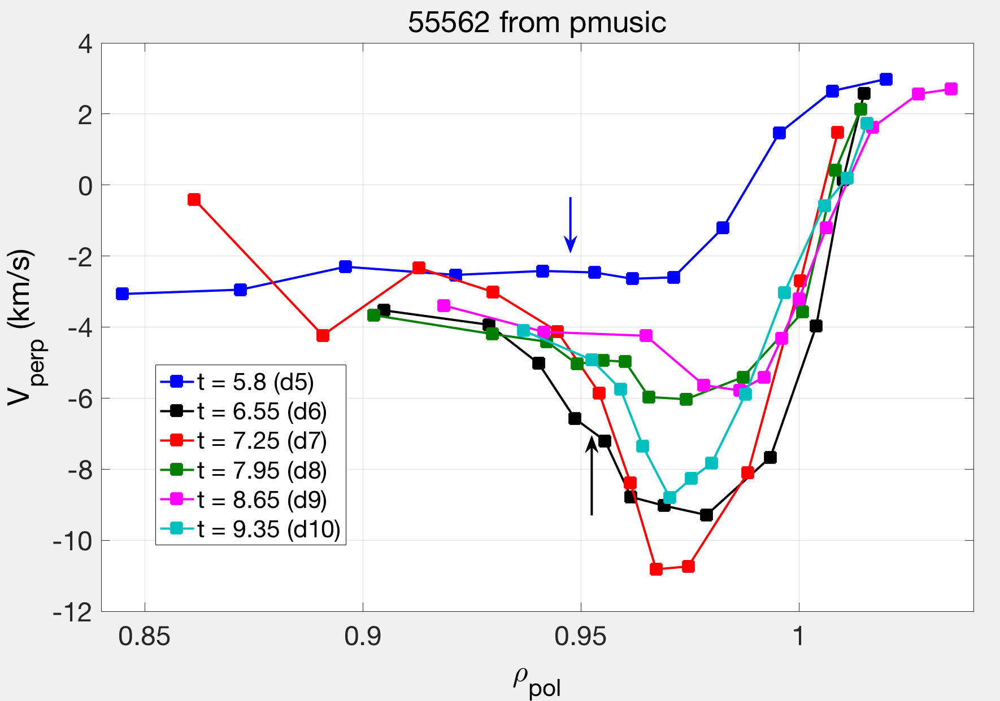 55562 from pmusic
4
2
0
-2
-4
-6
-8
-10
-12
V_perp (km/s)
t = 5.8 (d5)
t = 6.55 (d6)
t = 7.25 (d7)
t = 7.95 (d8)
t = 8.65 (d9)
t = 9.35 (d10)
0.85 0.9 0.95 1
ρ_pol